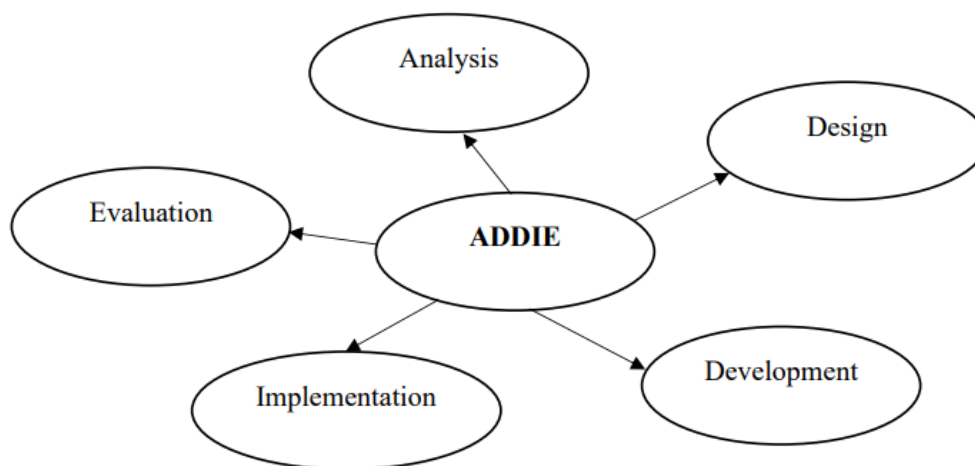 Analysis
Design
Evaluation
ADDIE
Development
Implementation